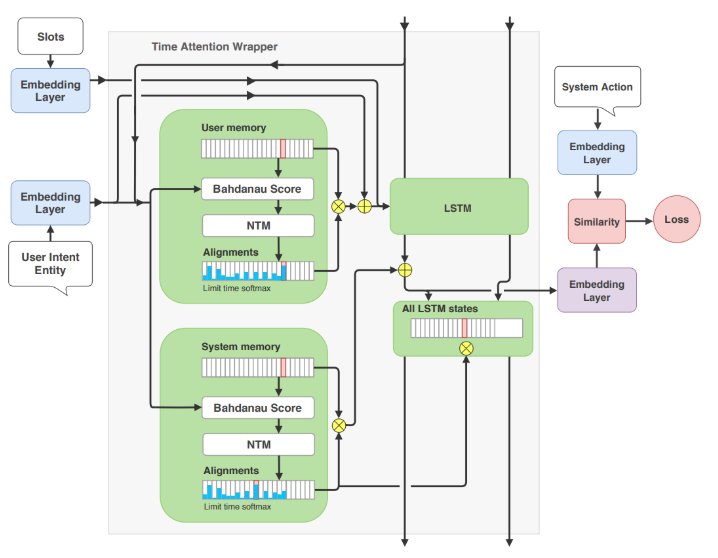 Slots
Time Attention Wrapper
Embedding
Layer
User memory
Bahdanau Score
NTM
Alignments
Limit time softmax
Embedding
Layer
User Intent
Entity
System memory
Bahdanau Score
NTM
Alignments
Limit time softmax
LSTM
All LSTM states
System Action
Embedding
Layer
Similarity
Loss
Embedding
Layer